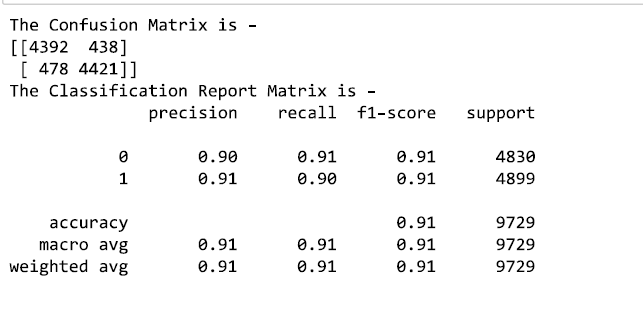 The Confusion Matrix is -
[[4392  438]
 [ 478 4421]]
The Classification Report Matrix is -
              precision    recall  f1-score   support

           0       0.90      0.91      0.91      4830
           1       0.91      0.90      0.91      4899

    accuracy                           0.91      9729
   macro avg       0.91      0.91      0.91      9729
weighted avg       0.91      0.91      0.91      9729